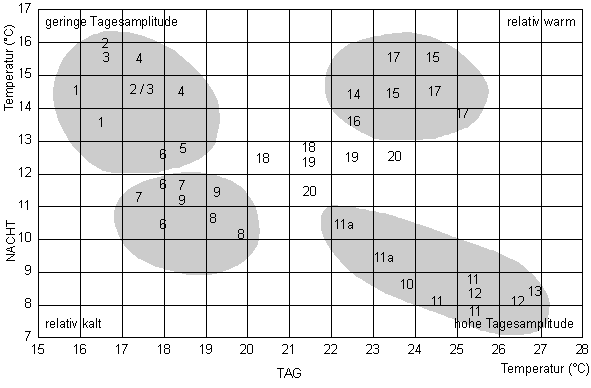 17
geringe Tagesamplitude relativ warm
16 2
3 4 17 15
15
1 2 / 3 4 14 15 17
14
1 16 17
13
6 5 18 18 19 19 20
12
6 7 20
7 9 9
11
6 8 11a
10
8
11a
9
10 11
12 13
11 12
8
11
relativ kalt hohe Tagesamplitude
7
15 16 17 18 19 20 21 22 23 24 25 26 27 28
TAG Temperatur (°C)
NACHT Temperatur (°C)